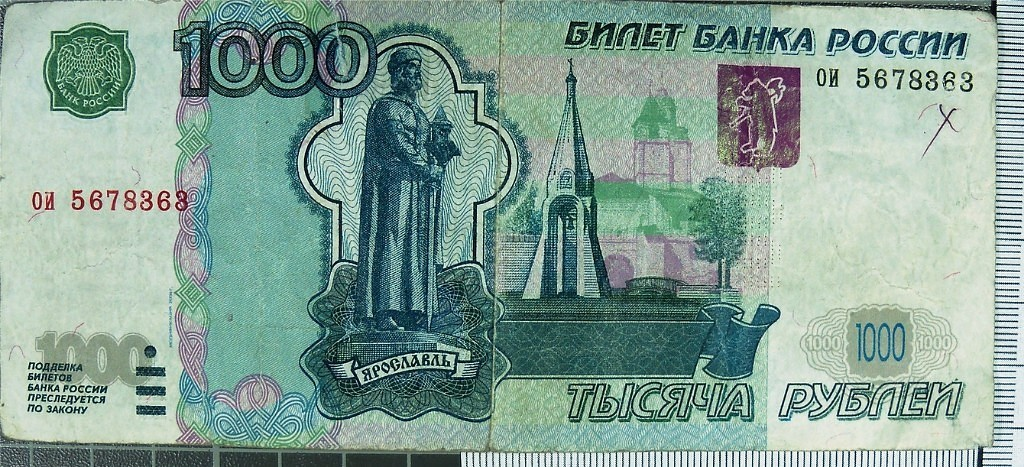 1000
БИЛЕТ БАНКА РОССИИ
БАНК РОССИИ
ОИ 5678363
ОИ 5678363
1000
ПОДДЕЛКА
БИЛЕТОВ
БАНКА РОССИИ
ПРЕСЛЕДУЕТСЯ
ПО ЗАКОНУ
ЯРОСЛАВЛЬ
1000 1000 1000
ТЫСЯЧА РУБЛЕЙ